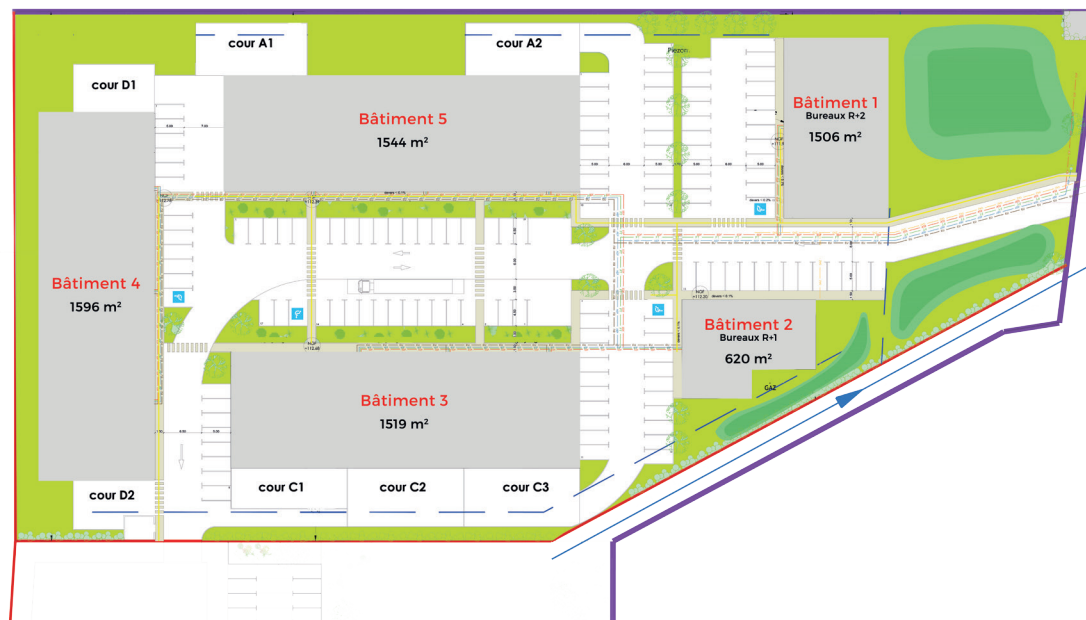 cour A1
cour A2
Piezon
cour D1
Bâtiment 5
1544 m²
Bâtiment 1
Bureaux R+2
1506 m²
Bâtiment 4
1596 m²
Bâtiment 2
Bureaux R+1
620 m²
GAZ
Bâtiment 3
1519 m²
cour D2
cour C1
cour C2
cour C3